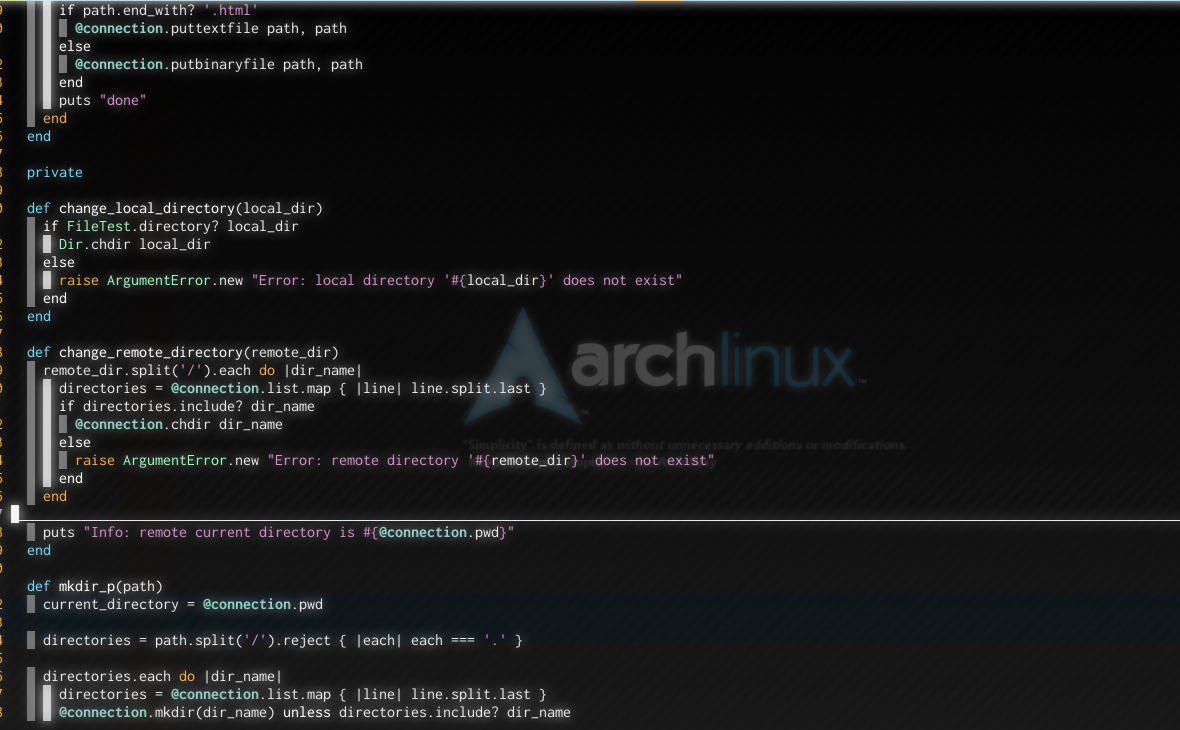 if path.end_with? '.html'
@connection.puttextfile path, path
else
@connection.putbinaryfile path, path
end
puts "done"
end
end
private
def change_local_directory(local_dir)
if FileTest.directory? local_dir
Dir.chdir local_dir
else
raise ArgumentError.new "Error: local directory '#{local_dir}' does not exist"
end
end
def change_remote_directory(remote_dir)
remote_dir.split('/').each do |dir_name|
directories = @connection.list.map { |line| line.split.last }
if directories.include? dir_name
@connection.chdir dir_name
else
raise ArgumentError.new "Error: remote directory '#{remote_dir}' does not exist"
end
end
puts "Info: remote current directory is #{@connection.pwd}"
end
def mkdir_p(path)
current_directory = @connection.pwd
directories = path.split('/').reject { |each| each === '.' }
directories.each do |dir_name|
directories = @connection.list.map { |line| line.split.last }
@connection.mkdir(dir_name) unless directories.include? dir_name
archlinux™
"Simplicity" is defined as without unnecessary additions or modifications.